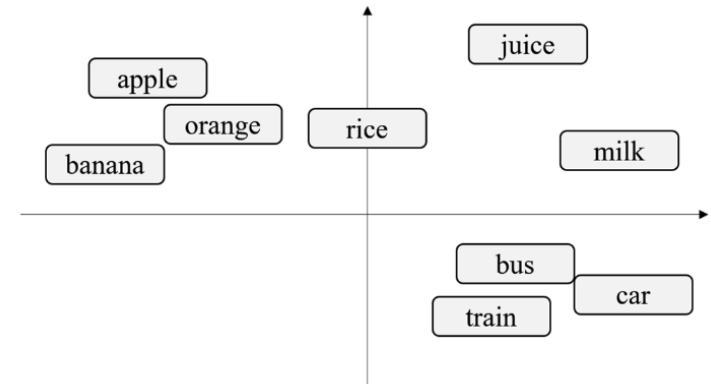 juice
apple
orange
rice
banana
milk
bus
car
train